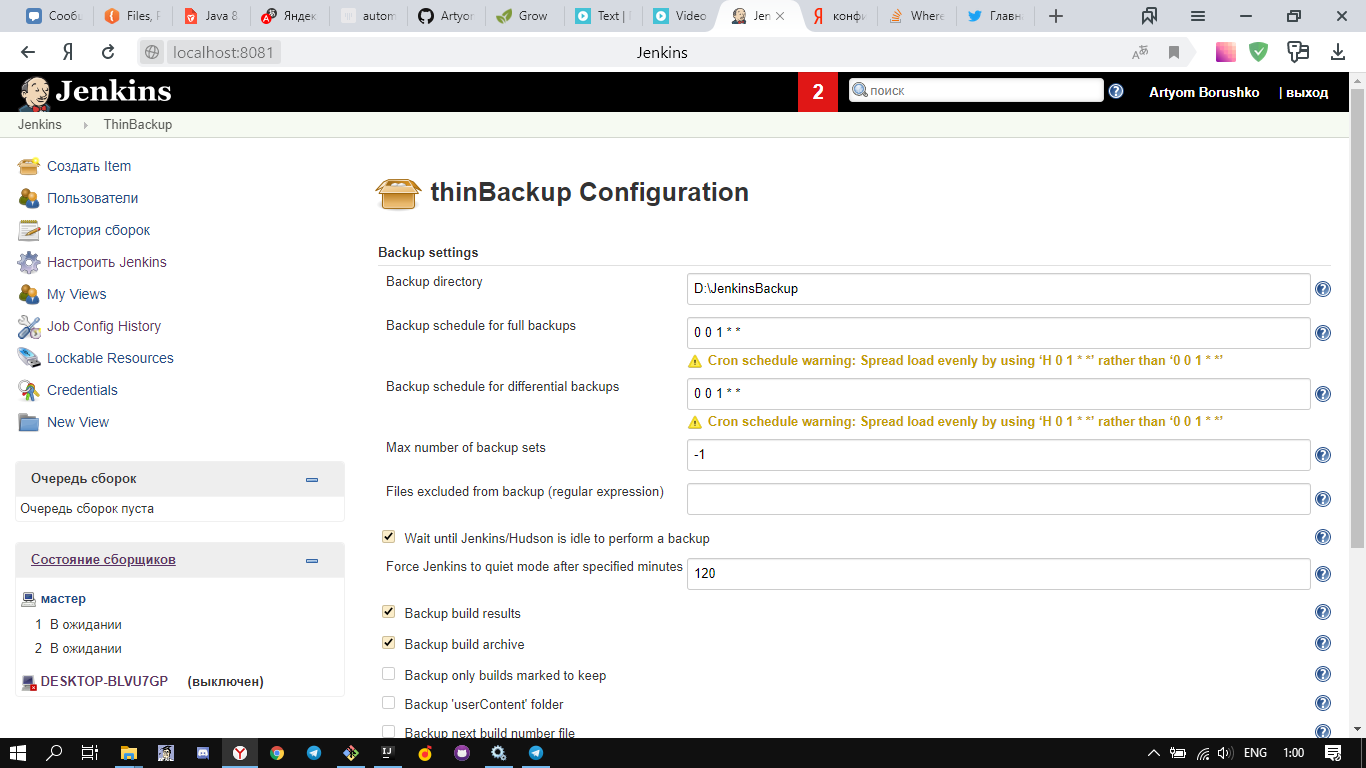 Сообщ
Files, F
Java 8
Яндек
autom
Artyor
Grow
Text |
Video
Jen
конфи
Where
Главн
localhost:8081
Jenkins
Jenkins
2
поиск
Artyom Borushko
| выход
Jenkins
ThinBackup
Создать Item
Пользователи
История сборок
Настроить Jenkins
My Views
Job Config History
Lockable Resources
Credentials
New View
Очередь сборок
Очередь сборок пуста
Состояние сборщиков
мастер
1 В ожидании
2 В ожидании
DESKTOP-BLVU7GP (выключен)
thinBackup Configuration
Backup settings
Backup directory
D:\JenkinsBackup
Backup schedule for full backups
0 0 1 * *
Cron schedule warning: Spread load evenly by using ‘H 0 1 * *’ rather than ‘0 0 1 * *’
Backup schedule for differential backups
0 0 1 * *
Cron schedule warning: Spread load evenly by using ‘H 0 1 * *’ rather than ‘0 0 1 * *’
Max number of backup sets
-1
Files excluded from backup (regular expression)
Wait until Jenkins/Hudson is idle to perform a backup
Force Jenkins to quiet mode after specified minutes
120
Backup build results
Backup build archive
Backup only builds marked to keep
Backup 'userContent' folder
Backup next build number file
ENG
1:00